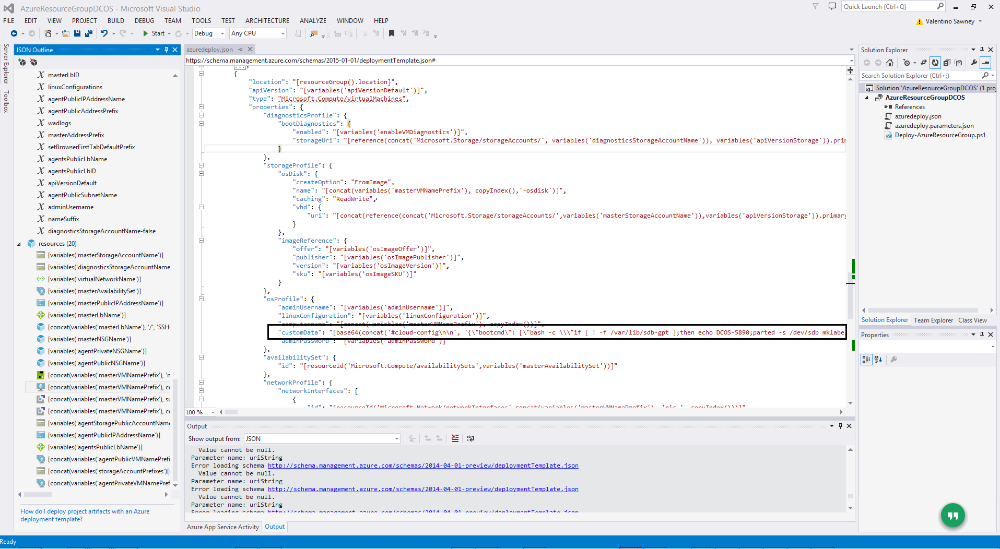 AzureResourceGroupDCOS - Microsoft Visual Studio
Quick Launch (Ctrl+Q)
FILE EDIT VIEW PROJECT BUILD DEBUG TEAM TOOLS TEST ARCHITECTURE ANALYZE WINDOW HELP
Valentino Sawney
Start Debug Any CPU
Server Explorer
Toolbox
JSON Outline
masterLbID
linuxConfigurations
agentPublicIPAddressName
agentPublicAddressPrefix
wadlogs
masterAddressPrefix
setBrowserFirstTabDefaultPrefix
agentsPublicLbName
agentsPublicLbID
apiVersionDefault
agentPublicSubnetName
adminUsername
nameSuffix
diagnosticsStorageAccountName-false
resources (20)
[variables('masterStorageAccountName')]
[variables('diagnosticsStorageAccountName
[variables('virtualNetworkName')]
[variables('masterAvailabilitySet')]
[variables('masterPublicIPAddressName')]
[variables('masterLbName')]
[concat(variables('masterLbName'), '/', 'SSH-
[variables('masterNSGName')]
[variables('agentPrivateNSGName')]
[variables('agentPublicNSGName')]
[concat(variables('masterVMNamePrefix'), 'n
[concat(variables('masterVMNamePrefix'), cc
[concat(variables('masterVMNamePrefix'), su
[concat(variables('masterVMNamePrefix'), cc
[variables('agentStoragePublicAccountName
[variables('agentPublicIPAddressName')]
[variables('agentsPublicLbName')]
[concat(variables('agentPublicVMNamePrefi
[concat(variables('storageAccountPrefixes')[
[concat(variables('agentPrivateVMNamePref
How do I deploy project artifacts with an Azure
deployment template?
azuredeploy.json
https://schema.management.azure.com/schemas/2015-01-01/deploymentTemplate.json#
...,
{
"location": "[resourceGroup().location]",
"apiVersion": "[variables('apiVersionDefault')]",
"type": "Microsoft.Compute/virtualMachines",
"properties": {
"diagnosticsProfile": {
"bootDiagnostics": {
"enabled": "[variables('enableVMDiagnostics')]",
"storageUri": "[reference(concat('Microsoft.Storage/storageAccounts/', variables('diagnosticsStorageAccountName')), variables('apiVersionStorage')).prin
}
},
"storageProfile": {
"osDisk": {
"createOption": "FromImage",
"name": "[concat(variables('masterVMNamePrefix'), copyIndex(),'-osdisk')]",
"caching": "ReadWrite",
"vhd": {
"uri": "[concat(reference(concat('Microsoft.Storage/storageAccounts/',variables('masterStorageAccountName')),variables('apiVersionStorage')).primary
}
},
"imageReference": {
"offer": "[variables('osImageOffer')]",
"publisher": "[variables('osImagePublisher')]",
"version": "[variables('osImageVersion')]",
"sku": "[variables('osImageSKU')]"
}
},
"osProfile": {
"adminUsername": "[variables('adminUsername')]",
"linuxConfiguration": "[variables('linuxConfiguration')]",
"computername": "[concat(variables('masterVMNamePrefix'), copyIndex())]",
"customData": "[base64(concat('#cloud-config\n\n', '{\"bootcmd\": [\"bash -c \\\"if [ ! -f /var/lib/sdb-gpt ];then echo DCOS-5890;parted -s /dev/sdb mklabe
"adminPassword": "[variables('adminPassword')]"
},
"availabilitySet": {
"id": "[resourceId('Microsoft.Compute/availabilitySets',variables('masterAvailabilitySet'))]"
},
"networkProfile": {
"networkInterfaces": [
{
"id": "[resourceId('Microsoft.Network/networkInterfaces',concat(variables('masterVMNamePrefix'), 'nic-', copyIndex()))]"
100 %
Output
Show output from: JSON
Value cannot be null.
Parameter name: uriString
Error loading schema http://schema.management.azure.com/schemas/2014-04-01-preview/deploymentTemplate.json
Value cannot be null.
Parameter name: uriString
Error loading schema http://schema.management.azure.com/schemas/2014-04-01-preview/deploymentTemplate.json
Value cannot be null.
Parameter name: uriString
Error loading schema http://schema.management.azure.com/schemas/2014-04-01-preview/deploymentTemplate.json
Azure App Service Activity Output
Solution Explorer
Search Solution Explorer (Ctrl+;)
Solution 'AzureResourceGroupDCOS' (1 proj
AzureResourceGroupDCOS
References
azuredeploy.json
azuredeploy.parameters.json
Deploy-AzureResourceGroup.ps1
Solution Explorer Team Explorer Class View
Properties
Ready